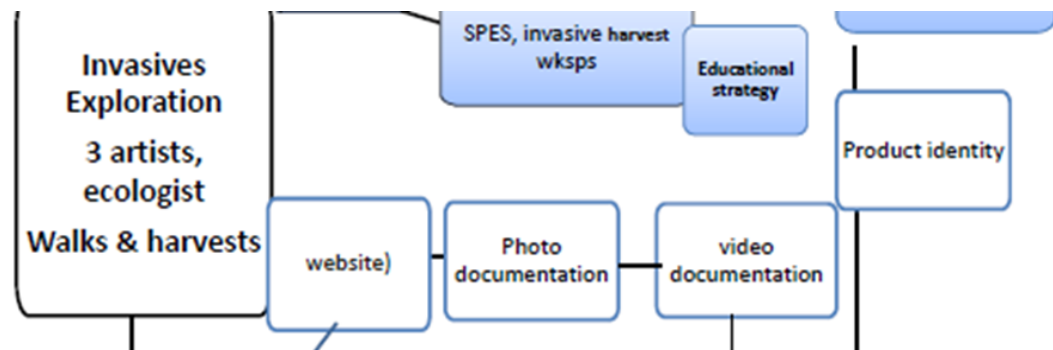 Invasives
Exploration
3 artists,
ecologist
Walks & harvests
SPES, invasive harvest
wksps
Educational
strategy
Product identity
website)
Photo
documentation
video
documentation